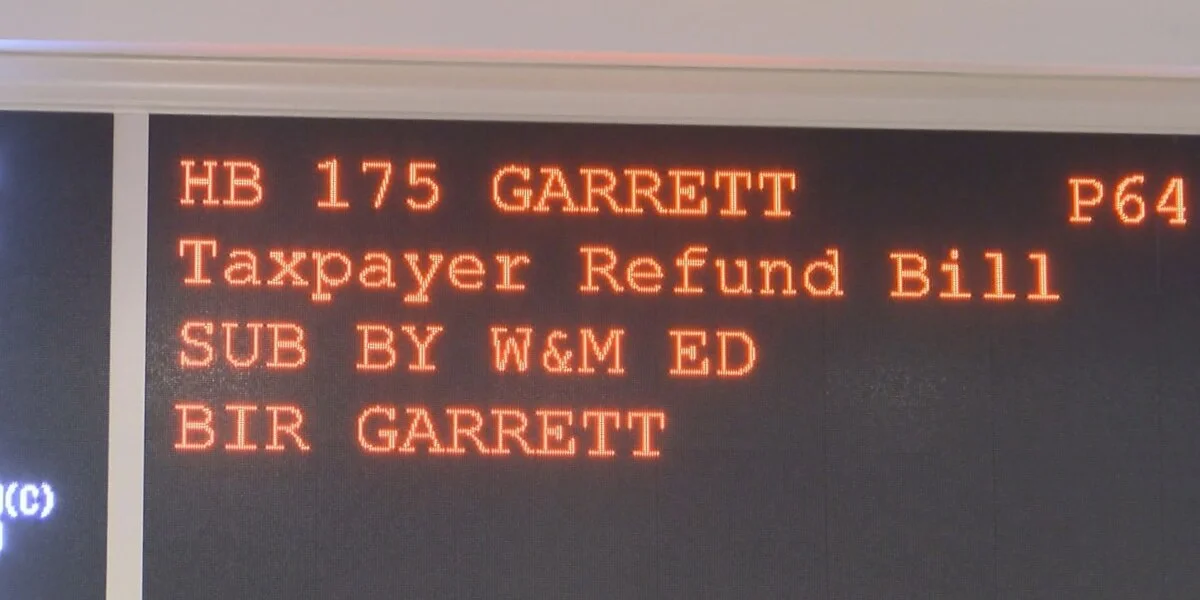 HB 175 GARRETT P64
Taxpayer Refund Bill
SUB BY W&M ED
BIR GARRETT
(C)